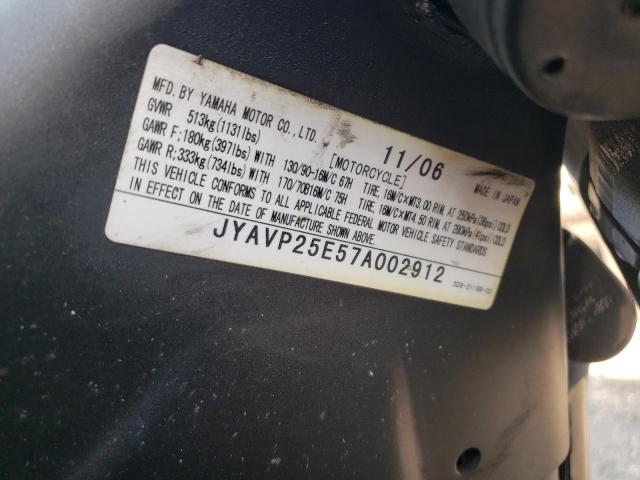 MFD. BY YAMAHA MOTOR CO., LTD. 11/06 MADE IN JAPAN
GVWR 513kg(1131lbs) [MOTORCYCLE]
GAWR F:180kg(397lbs) WITH 130/90-16M/C 67H TIRE, 16M/C×MT3.00 RIM, AT 250kPa(36psi)COLD
GAWR R;333kg(734lbs) WITH 170/70B16M/C 75H TIRE, 16M/C×MT4.50 RIM, AT 280kPa(41psi)COLD
THIS VEHICLE CONFORMS TO ALL APPLICABLE FEDERAL MOTOR VEHICLE SAFETY STANDARDS
IN EFFECT ON THE DATE OF MANUFACTURE SHOWN ABOVE.
JYAVP25E57A002912